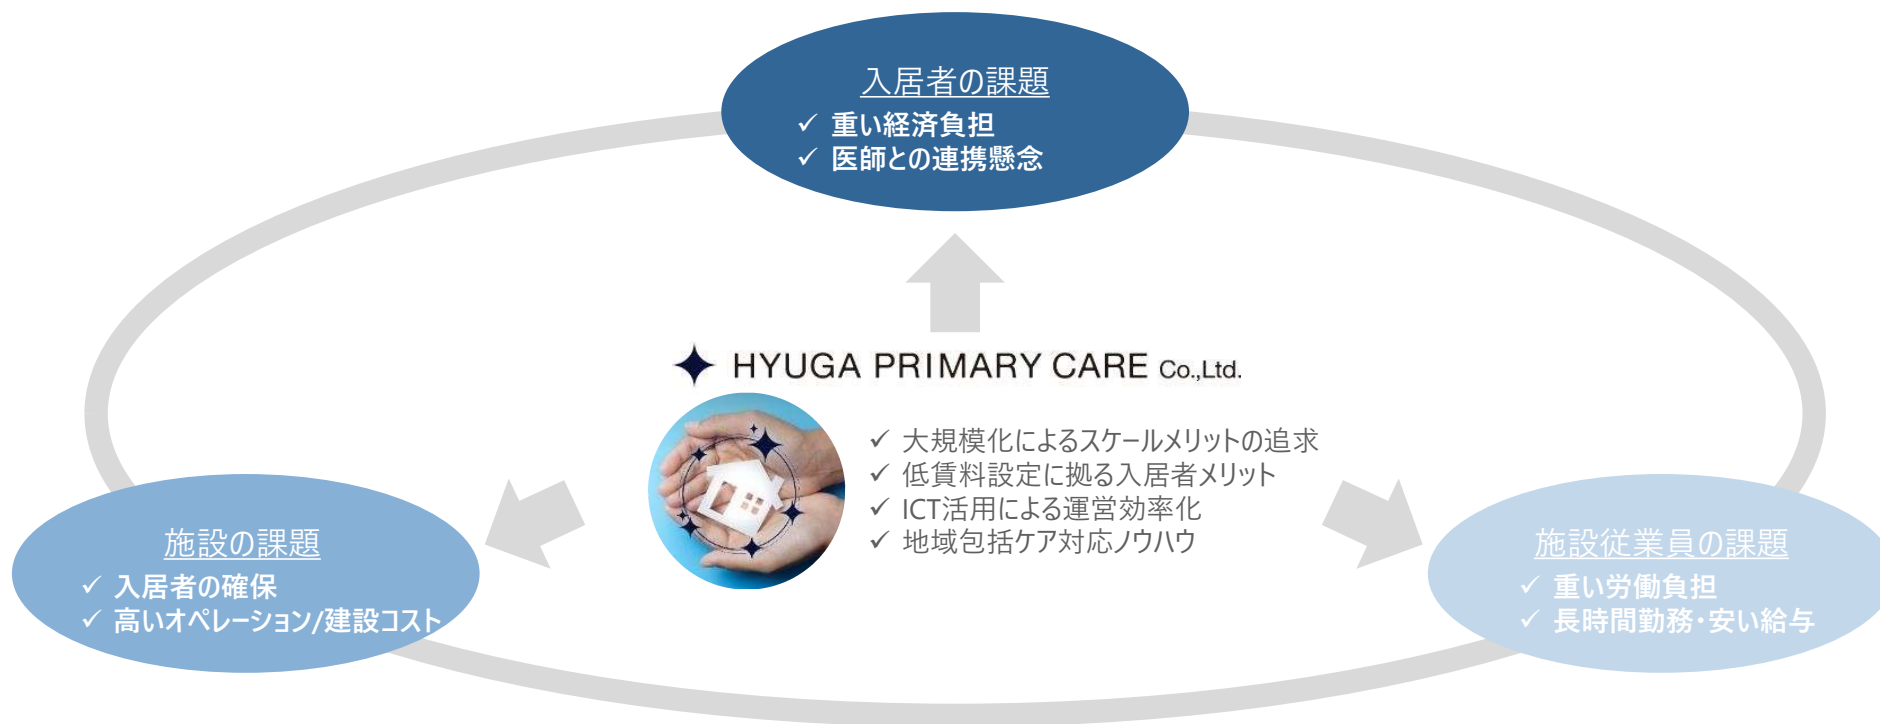 入居者の課題
✓ 重い経済負担
✓ 医師との連携懸念
HYUGA PRIMARY CARE Co.,Ltd.
✓ 大規模化によるスケールメリットの追求
✓ 低賃料設定に拠る入居者メリット
✓ ICT活用による運営効率化
✓ 地域包括ケア対応ノウハウ
施設の課題
✓ 入居者の確保
✓ 高いオペレーション/建設コスト
施設従業員の課題
✓ 重い労働負担
✓ 長時間勤務・安い給与